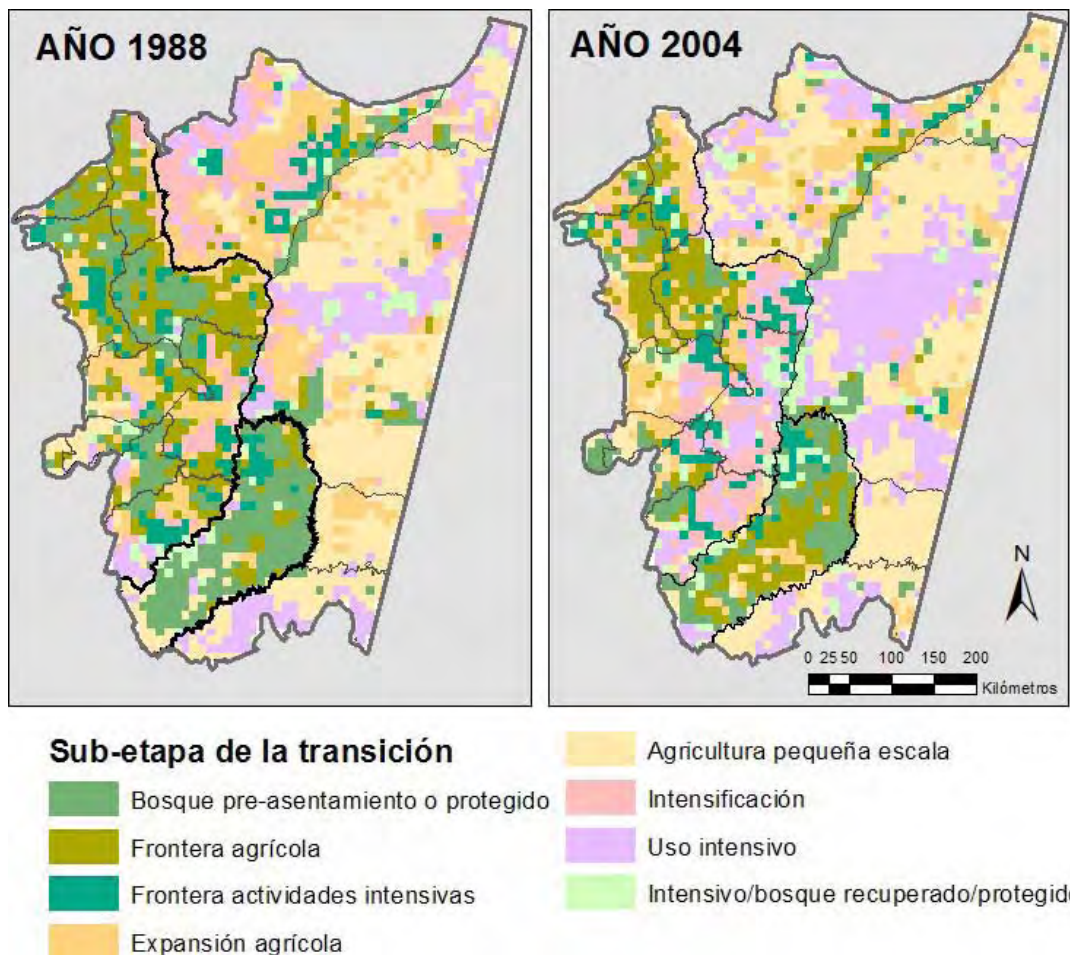 AÑO 1988
AÑO 2004
N
0 25 50 100 150 200
Kilómetros
Sub-etapa de la transición
Bosque pre-asentamiento o protegido
Frontera agrícola
Frontera actividades intensivas
Expansión agrícola
Agricultura pequeña escala
Intensificación
Uso intensivo
Intensivo/bosque recuperado/protegid